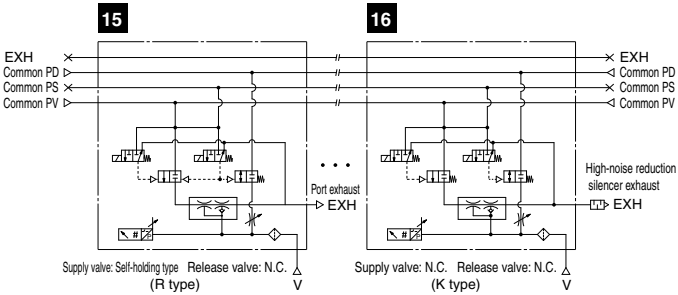 15
16
EXH
EXH
Common PD
Common PD
Common PS
Common PS
Common PV
Common PV
High-noise reduction
silencer exhaust
Port exhaust
EXH
EXH
#
#
Supply valve: Self-holding type Release valve: N.C.
Supply valve: N.C. Release valve: N.C.
(R type)
V
(K type)
V